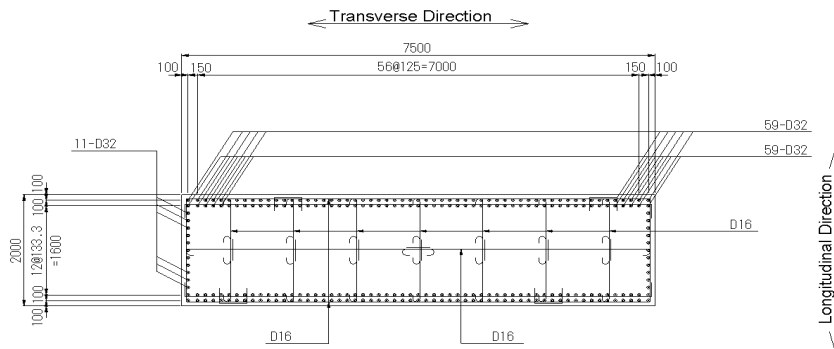 Transverse Direction
7500
100 150 56@125=7000 150 100
59-D32
11-D32
59-D32
100
100
D16
2000
12@133.3
=1600
Longitudinal Direction
100
100
D16
D16